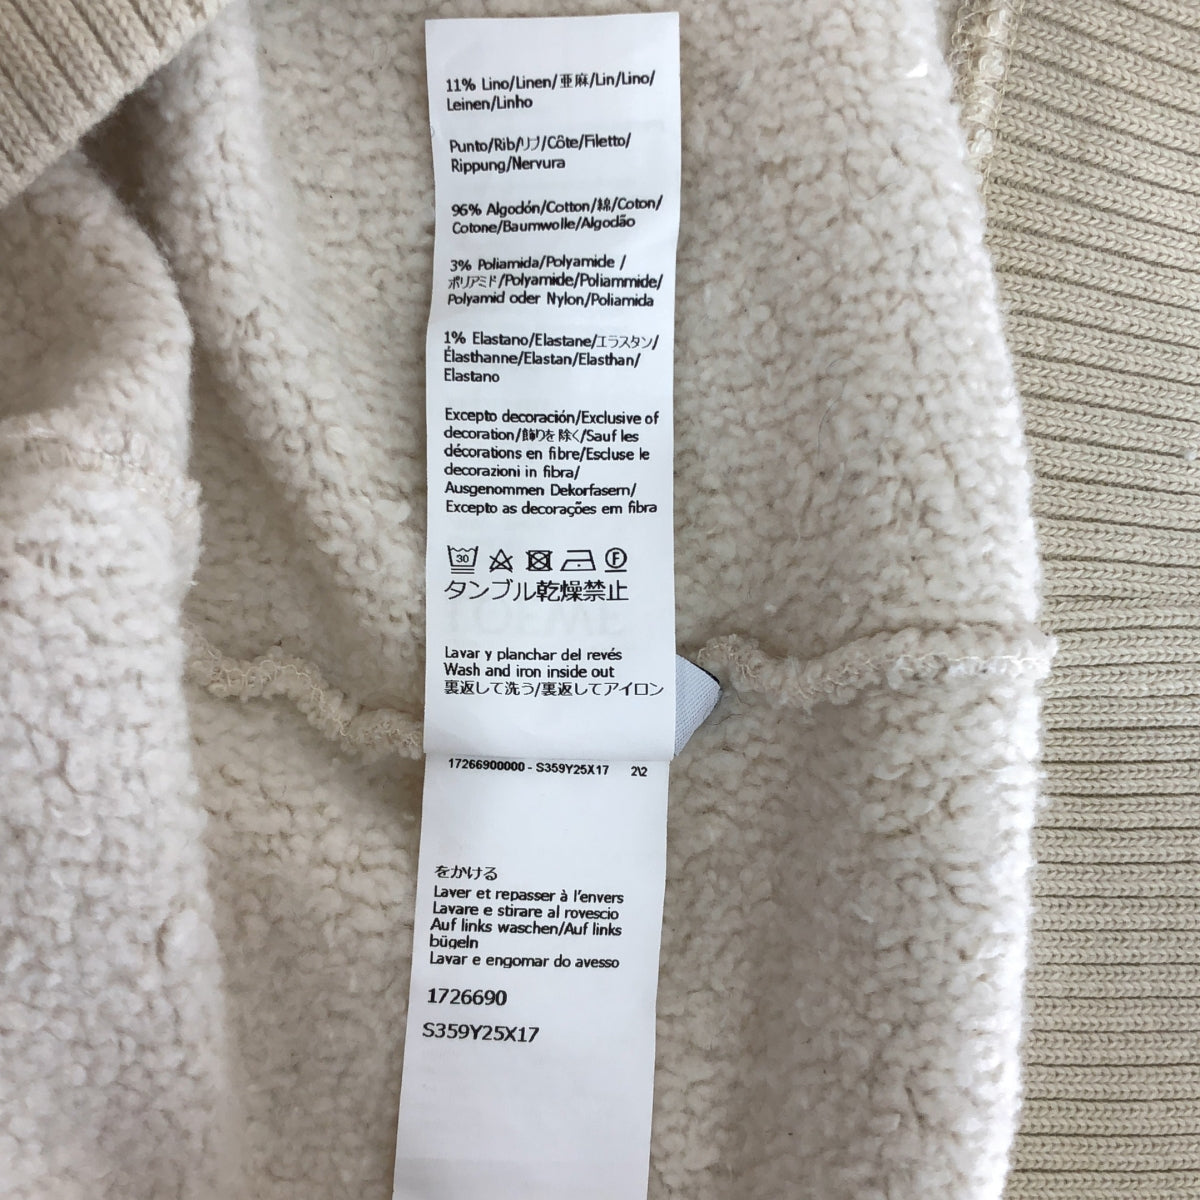 11% Lino/Linen/亜麻/Lin/Lino/
Leinen/Linho
Punto/Rib/リブ/Côte/Filetto/
Rippung/Nervura
96% Algodón/Cotton/綿/Coton/
Cotone/Baumwolle/Algodão
3% Poliamida/Polyamide /
ポリアミド/Polyamide/Poliammide/
Polyamid oder Nylon/Poliamida
1% Elastano/Elastane/エラスタン/
Élasthanne/Elastan/Elasthan/
Elastano
Excepto decoración/Exclusive of
decoration/飾りを除く/Sauf les
décorations en fibre/Escluse le
decorazioni in fibra/
Ausgenommen Dekorfasern/
Excepto as decorações em fibra
30 F
タンブル乾燥禁止
Lavar y planchar del revés
Wash and iron inside out
裏返して洗う/裏返してアイロン
17266900000 - S359Y25X17 2\2
をかける
Laver et repasser à l'envers
Lavare e stirare al rovescio
Auf links waschen/Auf links
bügeln
Lavar e engomar do avesso
1726690
S359Y25X17